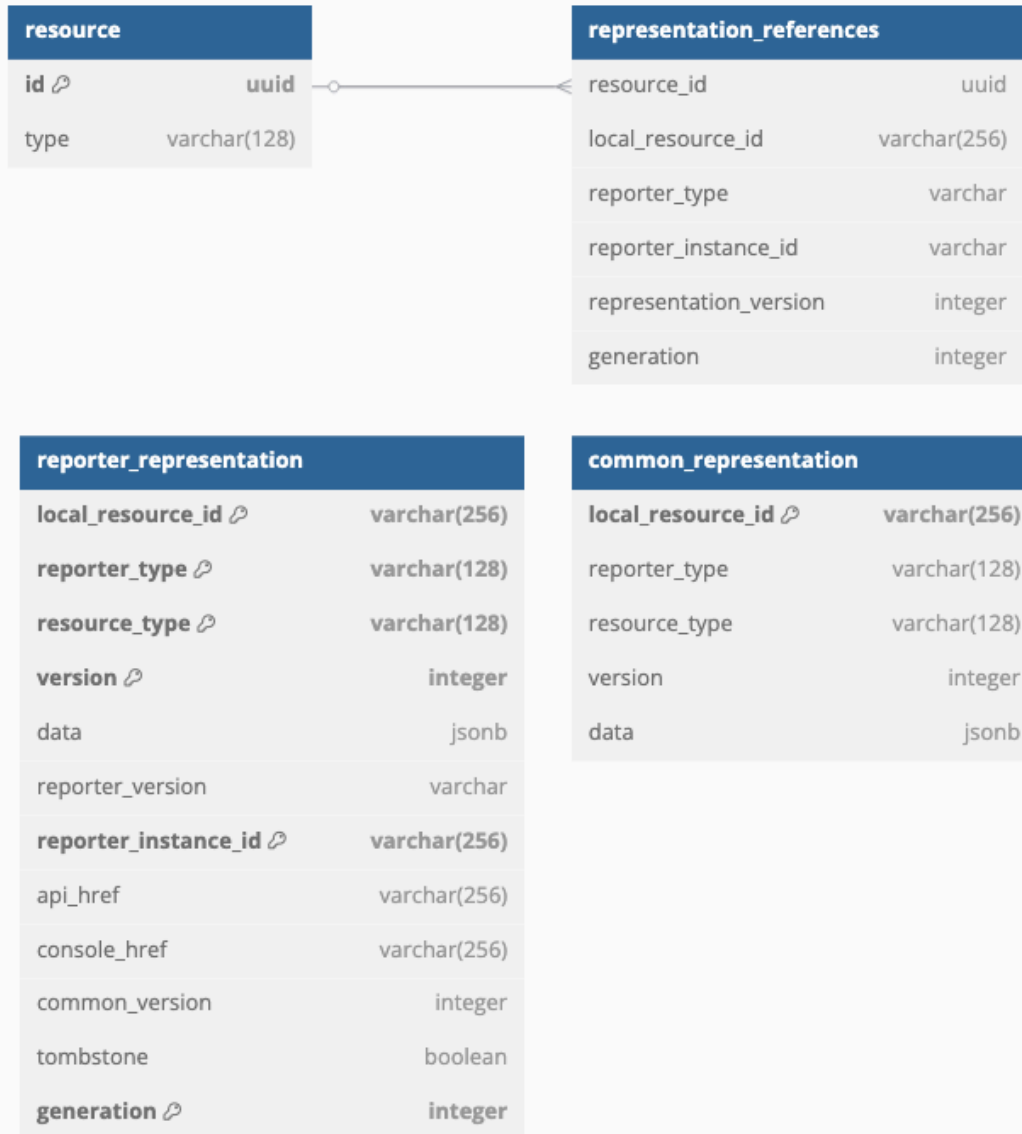 resource
id uuid
type varchar(128)
representation_references
resource_id uuid
local_resource_id varchar(256)
reporter_type varchar
reporter_instance_id varchar
representation_version integer
generation integer
reporter_representation
local_resource_id varchar(256)
reporter_type varchar(128)
resource_type varchar(128)
version integer
data jsonb
reporter_version varchar
reporter_instance_id varchar(256)
api_href varchar(256)
console_href varchar(256)
common_version integer
tombstone boolean
generation integer
common_representation
local_resource_id varchar(256)
reporter_type varchar(128)
resource_type varchar(128)
version integer
data jsonb